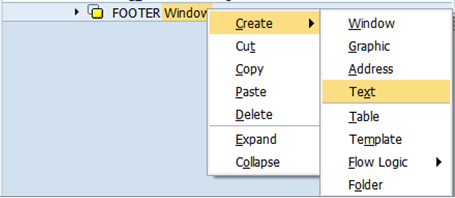 FOOTER Window
Create
Cut
Copy
Paste
Delete
Expand
Collapse
Window
Graphic
Address
Text
Table
Template
Flow Logic
Folder